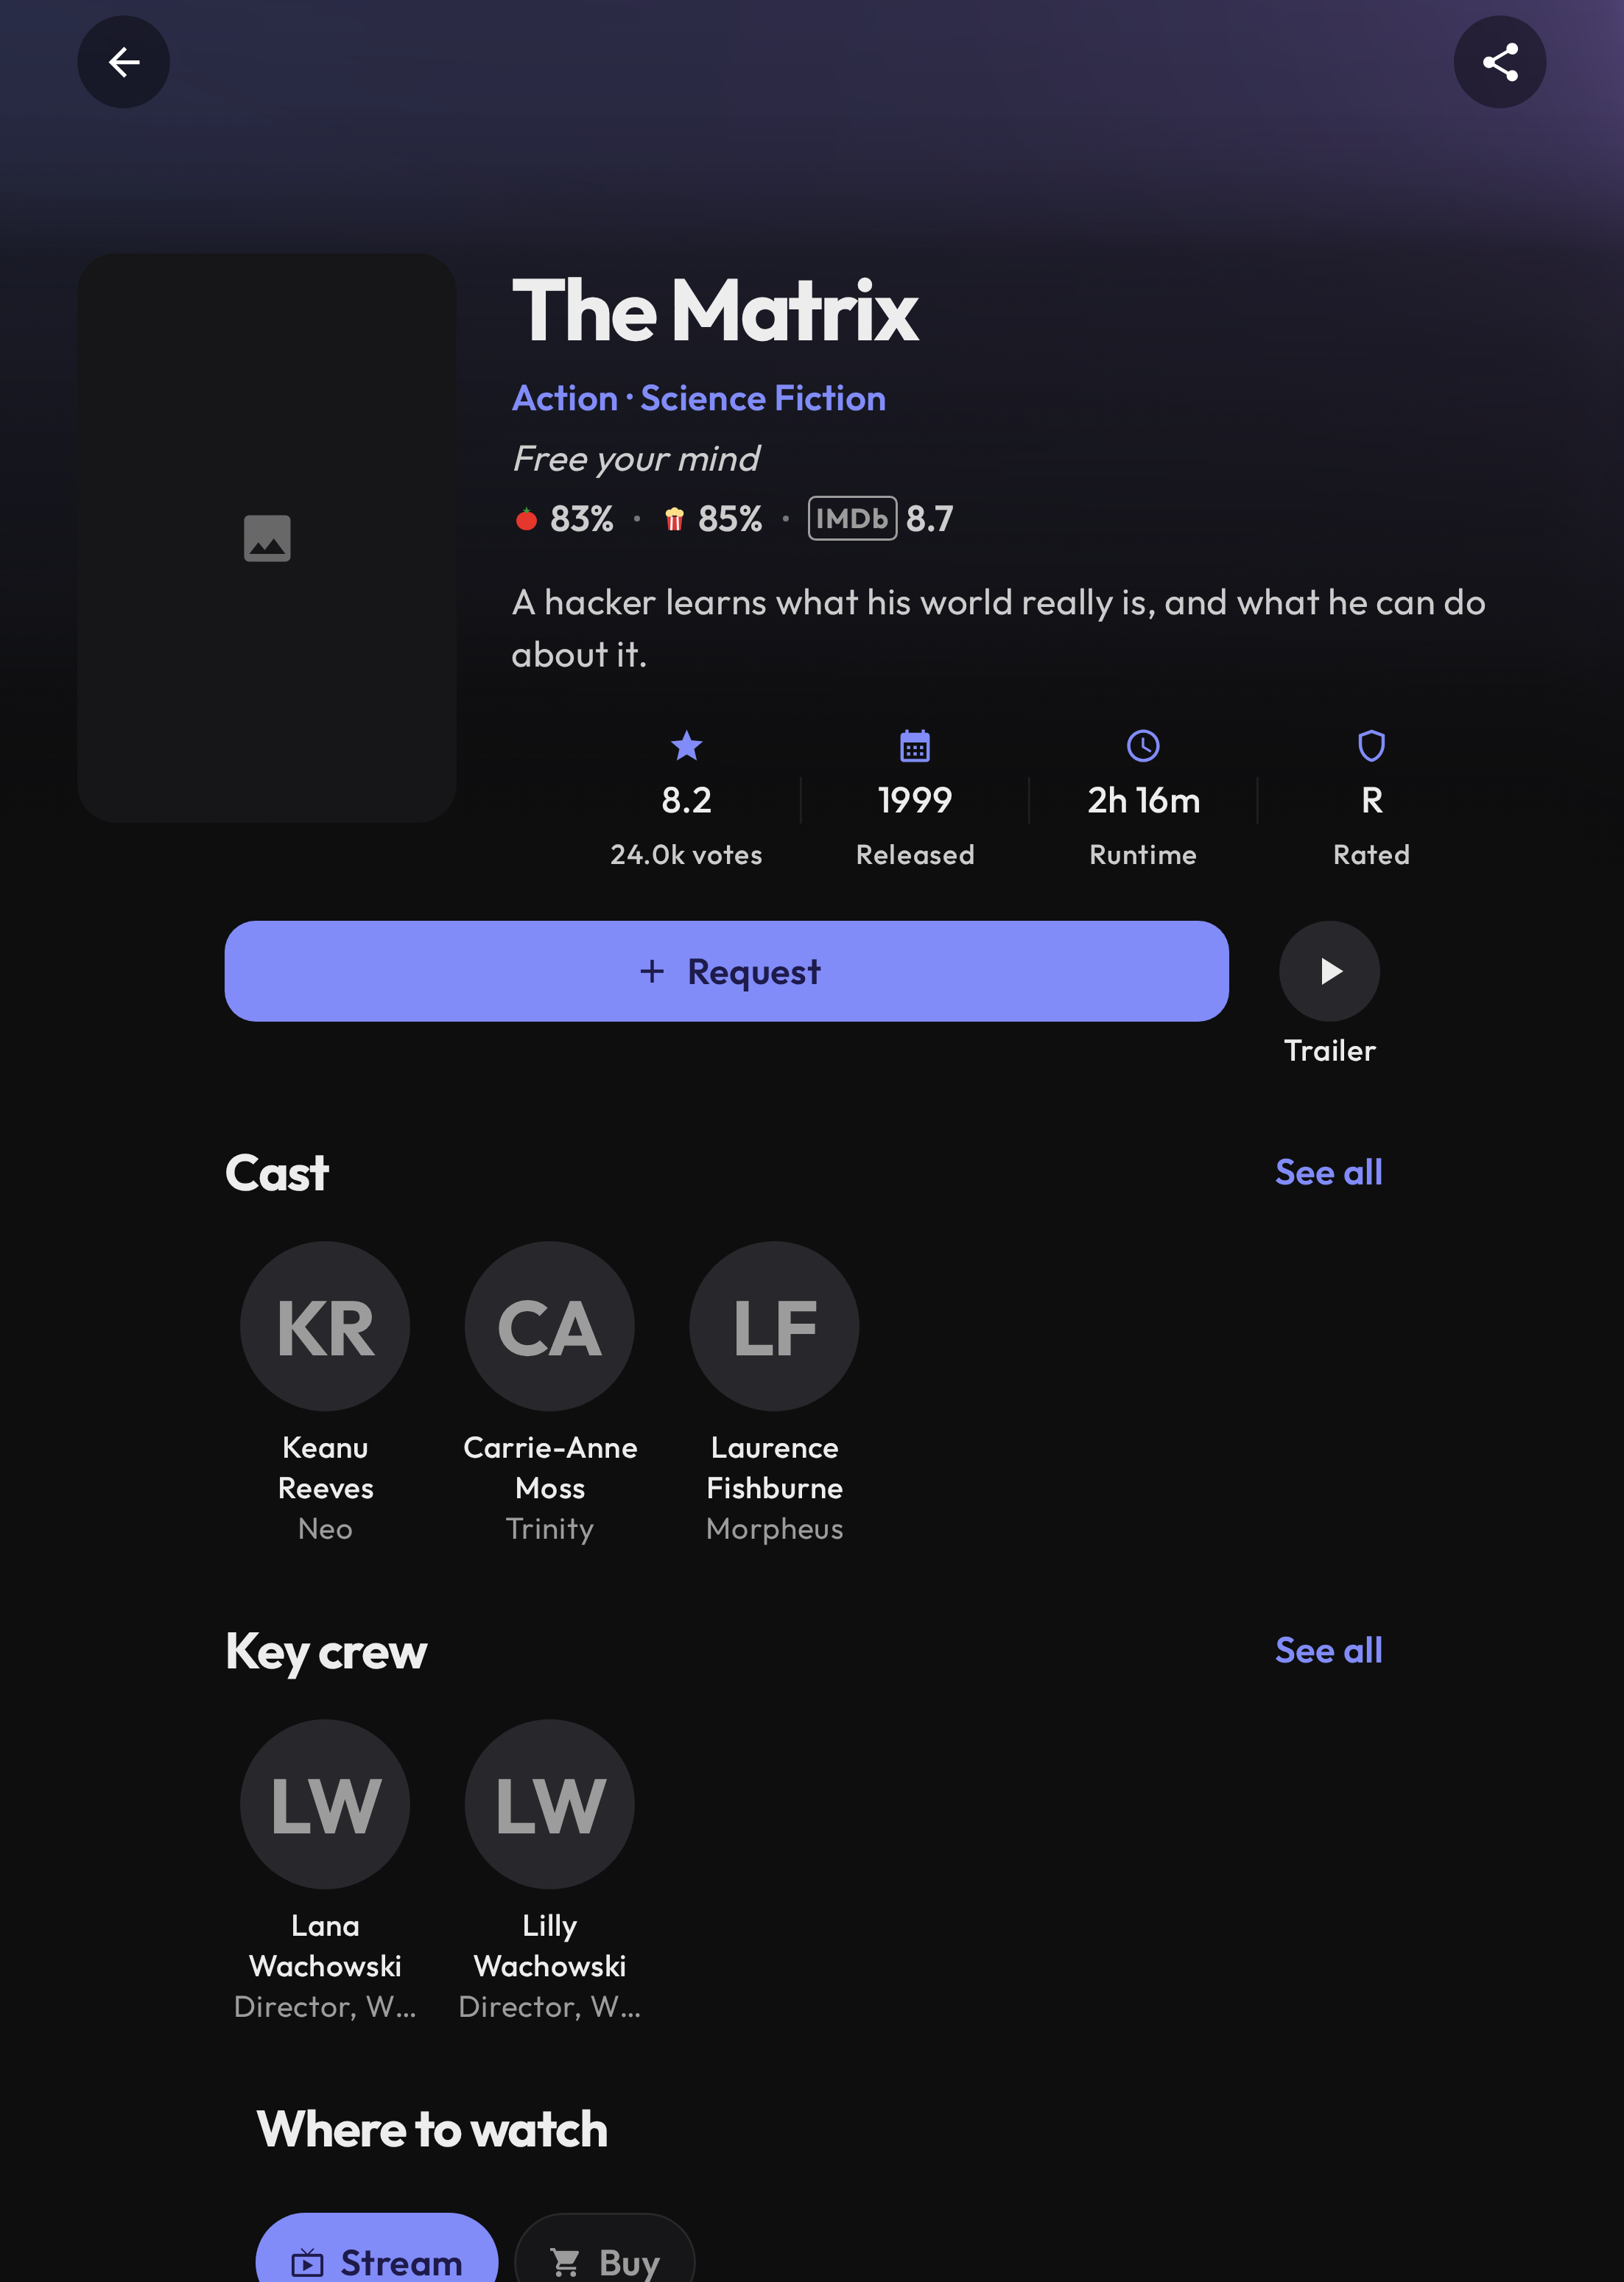 The Matrix
Action · Science Fiction
Free your mind
83% · 85% · IMDb 8.7
A hacker learns what his world really is, and what he can do
about it.
8.2 1999 2h 16m R
24.0k votes Released Runtime Rated
+ Request
Trailer
Cast See all
KR CA LF
Keanu Carrie-Anne Laurence
Reeves Moss Fishburne
Neo Trinity Morpheus
Key crew See all
LW LW
Lana Lilly
Wachowski Wachowski
Director, W... Director, W...
Where to watch
Stream Buy